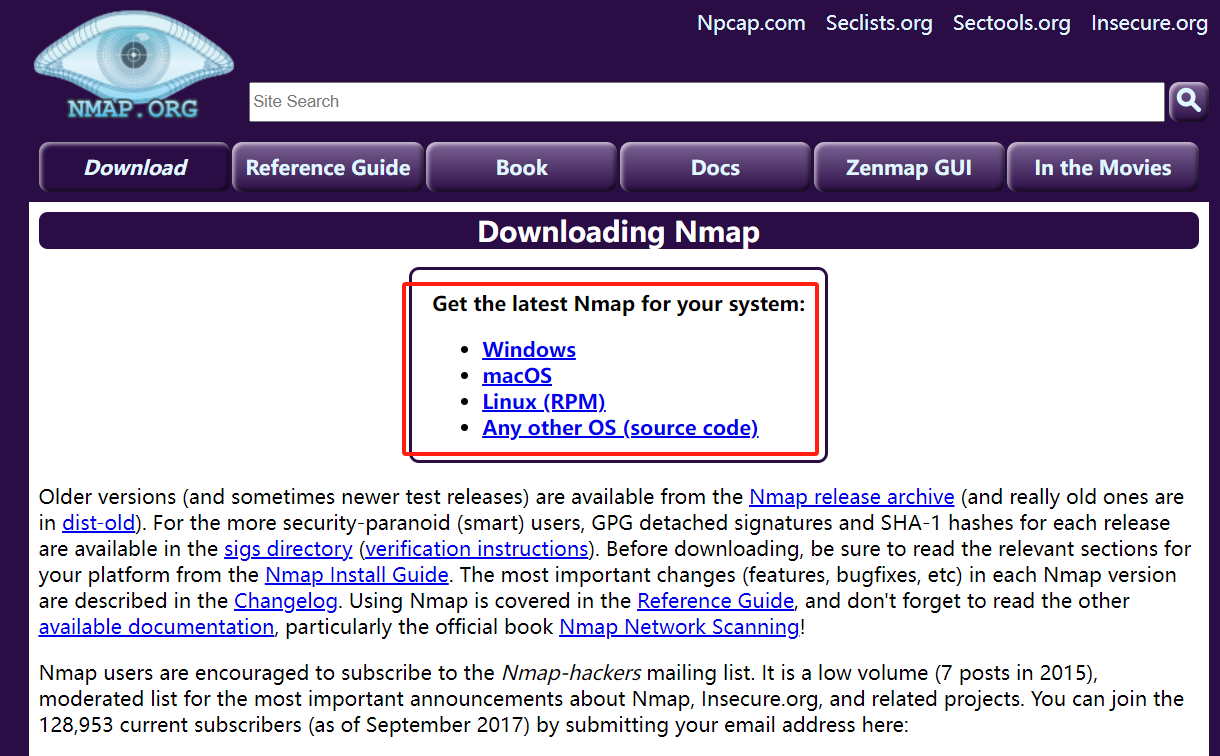 Npcap.com Seclists.org Sectools.org Insecure.org
NMAP.ORG
Site Search
Download Reference Guide Book Docs Zenmap GUI In the Movies
Downloading Nmap
Get the latest Nmap for your system:
• Windows
• macOS
• Linux (RPM)
• Any other OS (source code)
Older versions (and sometimes newer test releases) are available from the Nmap release archive (and really old ones are
in dist-old). For the more security-paranoid (smart) users, GPG detached signatures and SHA-1 hashes for each release
are available in the sigs directory (verification instructions). Before downloading, be sure to read the relevant sections for
your platform from the Nmap Install Guide. The most important changes (features, bugfixes, etc) in each Nmap version
are described in the Changelog. Using Nmap is covered in the Reference Guide, and don't forget to read the other
available documentation, particularly the official book Nmap Network Scanning!
Nmap users are encouraged to subscribe to the Nmap-hackers mailing list. It is a low volume (7 posts in 2015),
moderated list for the most important announcements about Nmap, Insecure.org, and related projects. You can join the
128,953 current subscribers (as of September 2017) by submitting your email address here: